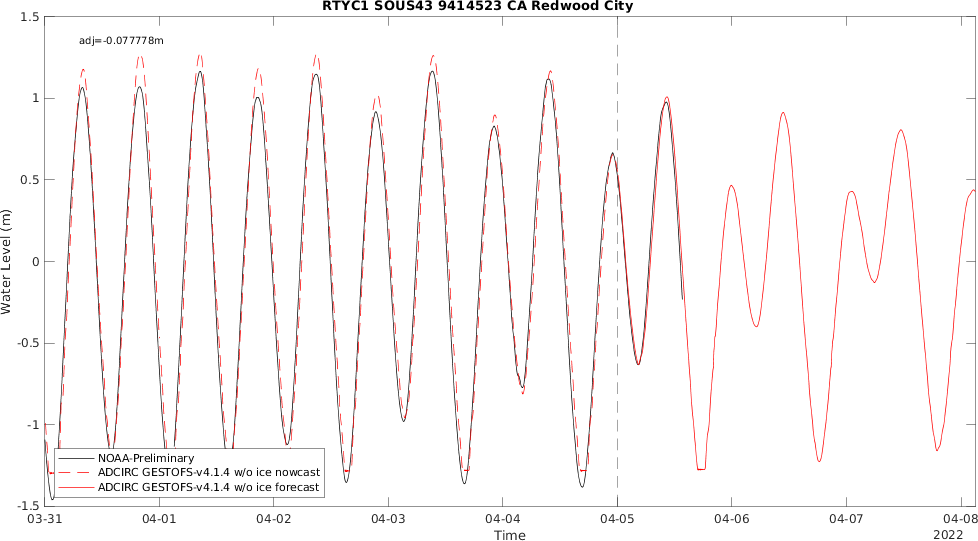 RTYC1 SOUS43 9414523 CA Redwood City
adj=-0.077778m
1.5
1
0.5
0
-0.5
-1
-1.5
Water Level (m)
NOAA-Preliminary
ADCIRC GESTOFS-v4.1.4 w/o ice nowcast
ADCIRC GESTOFS-v4.1.4 w/o ice forecast
03-31 04-01 04-02 04-03 04-04 04-05 04-06 04-07 04-08
Time
2022